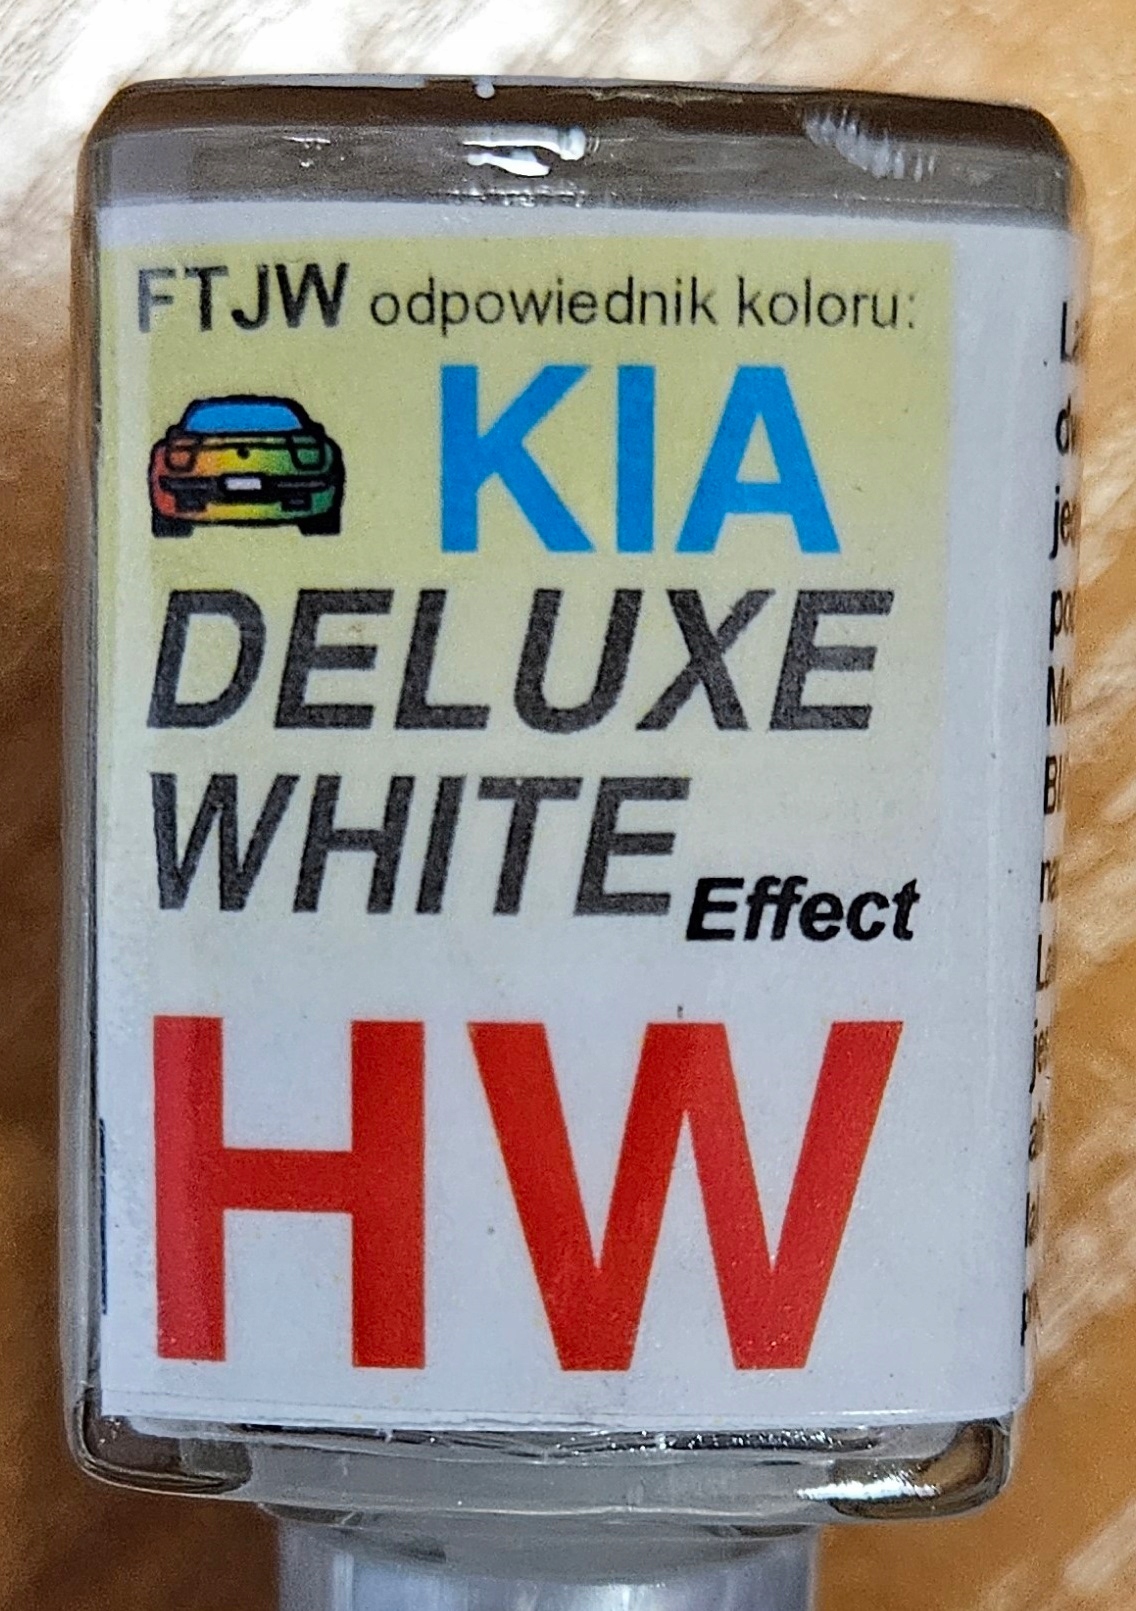 FTJW odpowiednik koloru:
KIA
DELUXE
WHITE Effect
HW